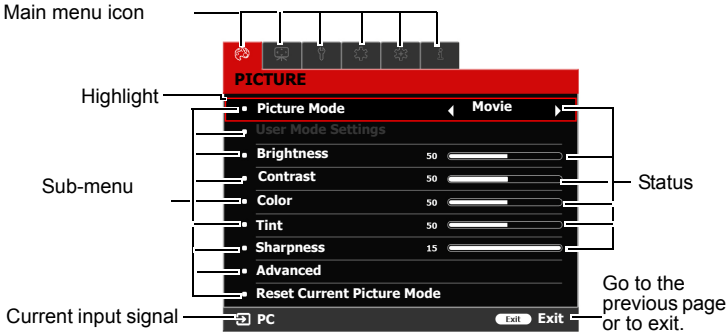 Main menu icon
PICTURE
Highlight
Picture Mode Movie
User Mode Settings
Brightness 50
Contrast 50
Sub-menu
Status
Color 50
Tint 50
Sharpness 15
Advanced
Reset Current Picture Mode
Current input signal
PC
Exit Exit
Go to the
previous page
or to exit.